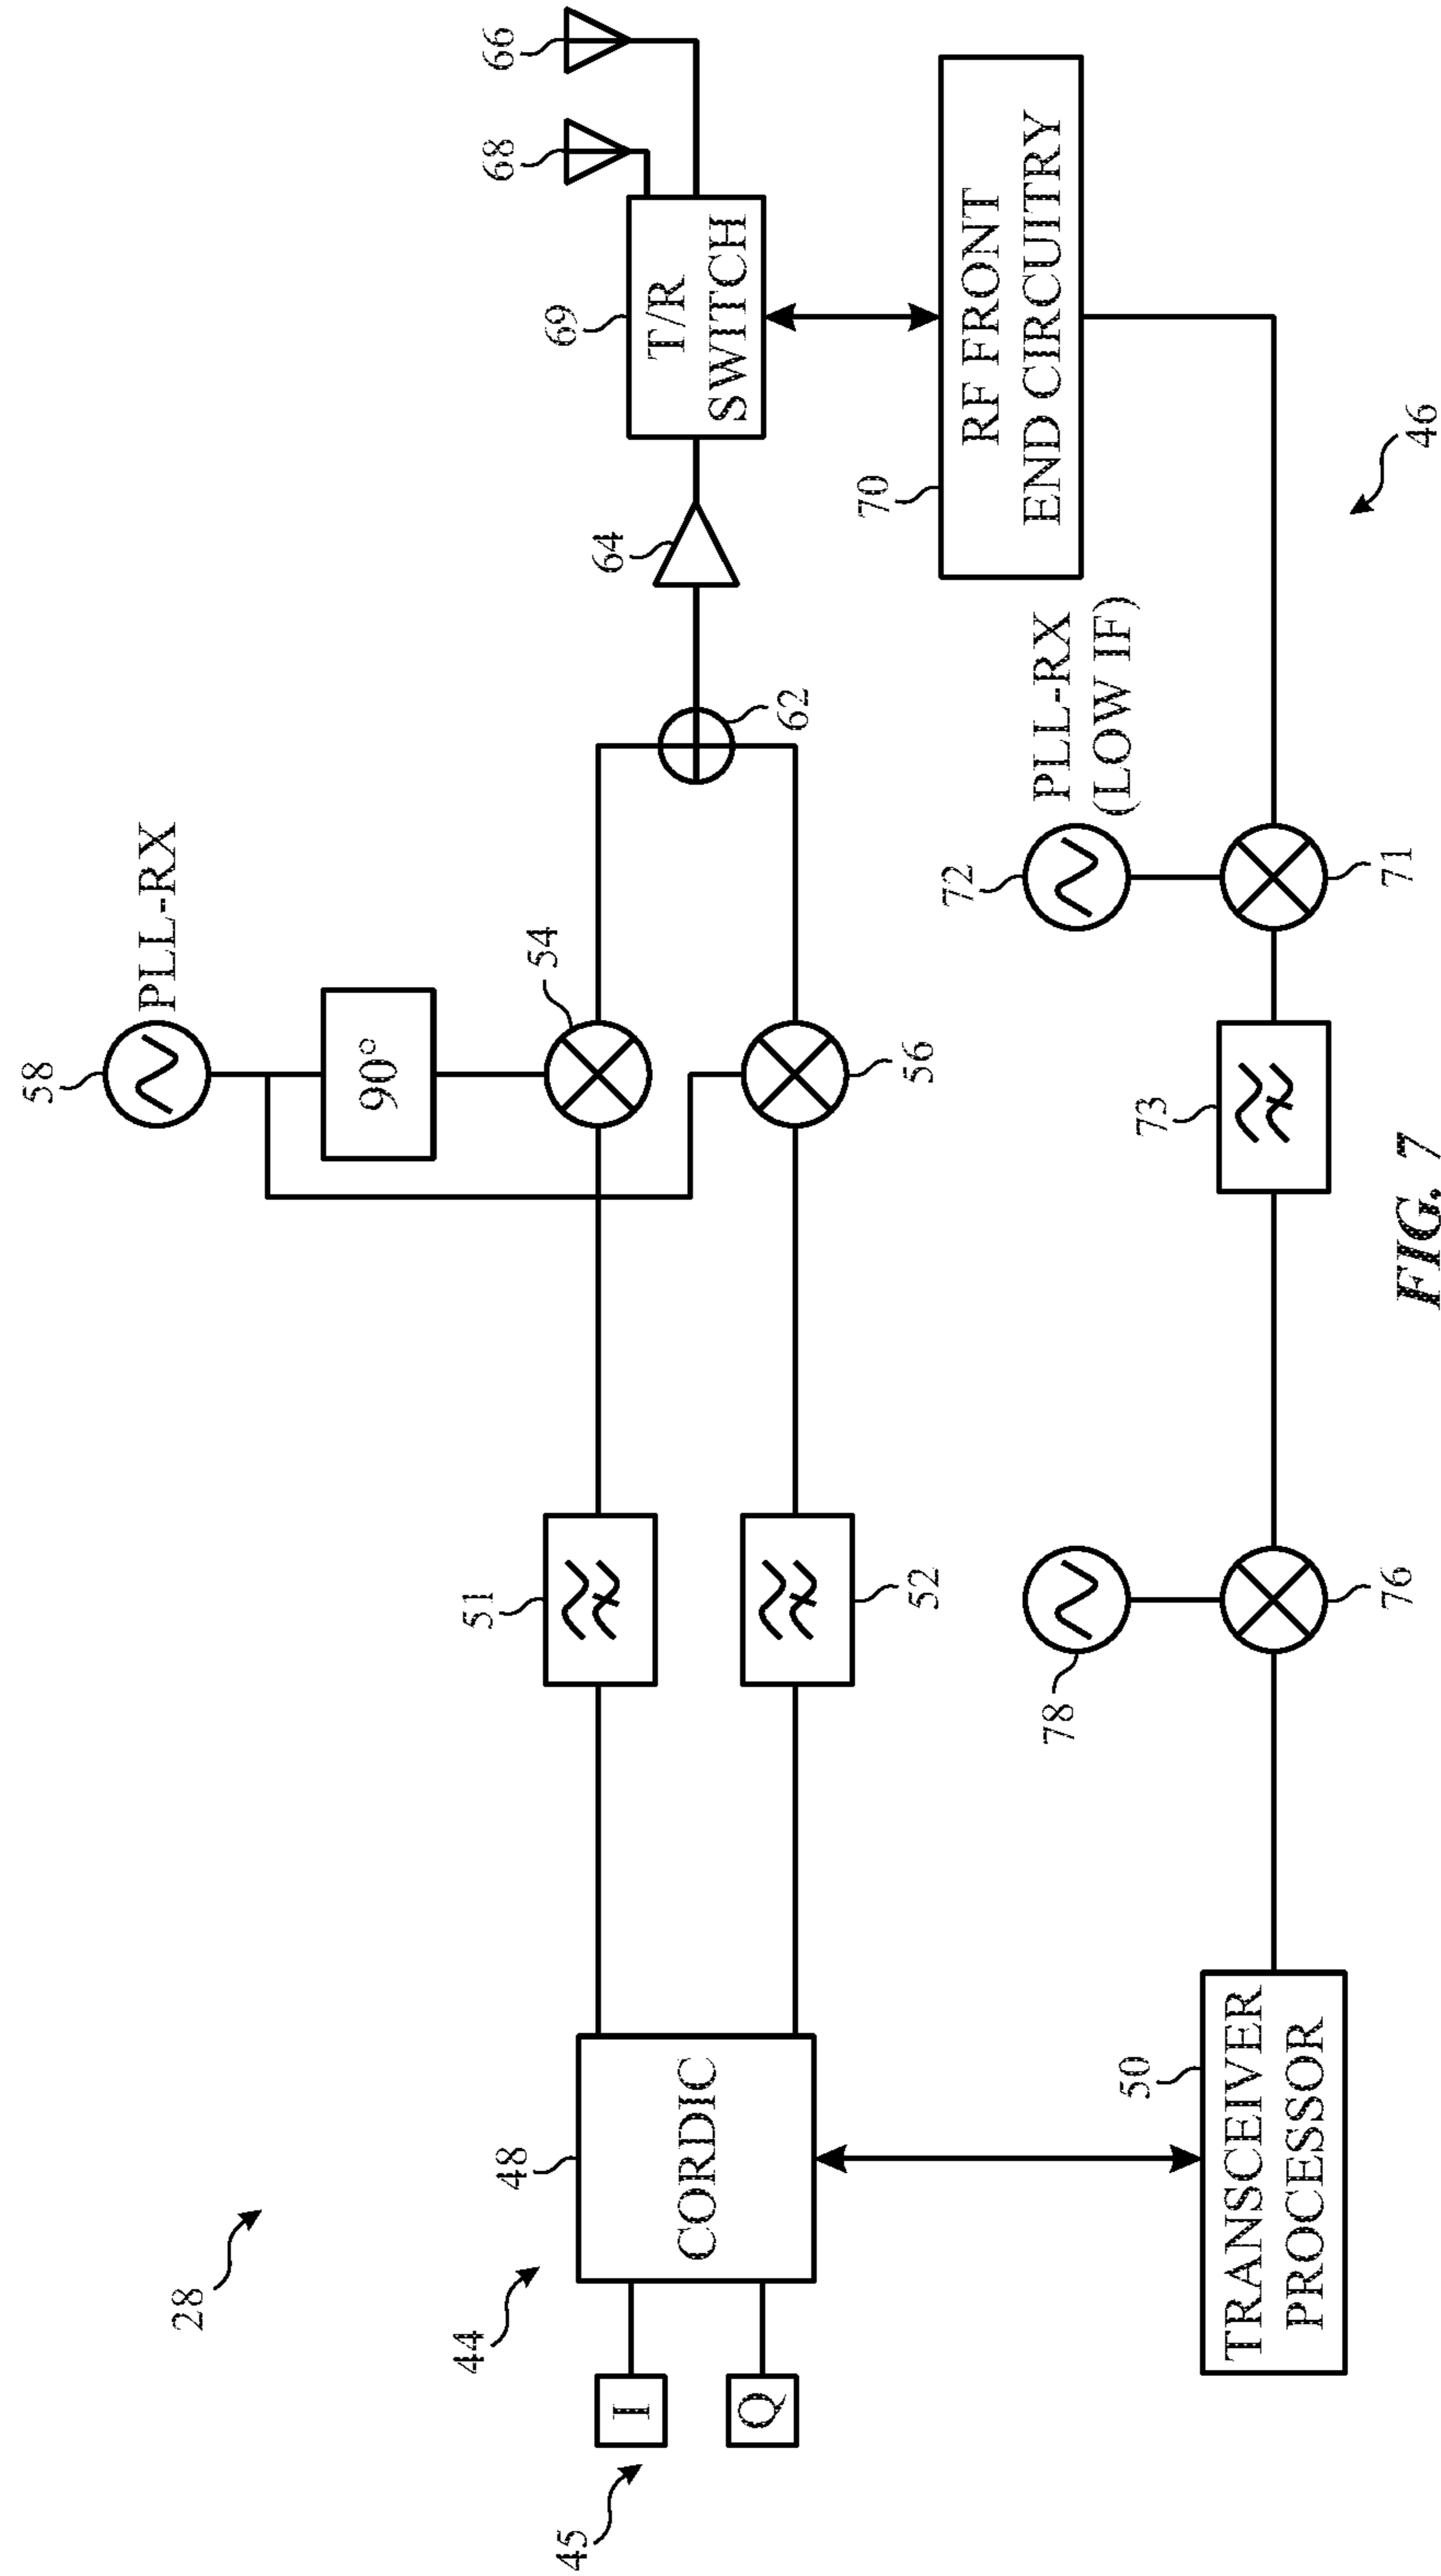 28
58
PLL-RX
90°
45
I
Q
44
48
CORDIC
51
52
54
56
62
64
69
T/R
SWITCH
68
66
50
TRANSCEIVER
PROCESSOR
78
76
73
72
PLL-RX
(LOW IF)
71
70
RF FRONT
END CIRCUITRY
46
FIG. 7